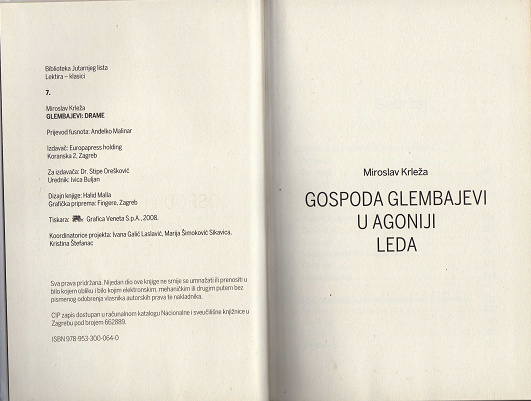 Biblioteka Jutarnjeg lista
Lektira – klasici
7.
Miroslav Krleža
GLEMBAJEVI: DRAME
Prijevod fusnota: Anđelko Malinar
Izdavač: Europapress holding
Koranska 2, Zagreb
Za izdavača: Dr. Stipe Orešković
Urednik: Ivica Buljan
Dizajn knjige: Halid Malla
Grafička priprema: Fingere, Zagreb
Tiskara: Grafica Veneta S.p.A., 2008.
Koordinatorice projekta: Ivana Galić Laslavić, Marija Šimoković Sikavica,
Kristina Štefanac
Sva prava pridržana. Nijedan dio ove knjige ne smije se umnažati ili prenositi u
bilo kojem obliku i bilo kojim elektronskim, mehaničkim ili drugim putem bez
pismenog odobrenja vlasnika autorskih prava te nakladnika.
CIP zapis dostupan u računalnom katalogu Nacionalne i sveučilišne knjižnice u
Zagrebu pod brojem 662889.
ISBN 978-953-300-064-0
Miroslav Krleža
GOSPODA GLEMBAJEVI
U AGONIJI
LEDA